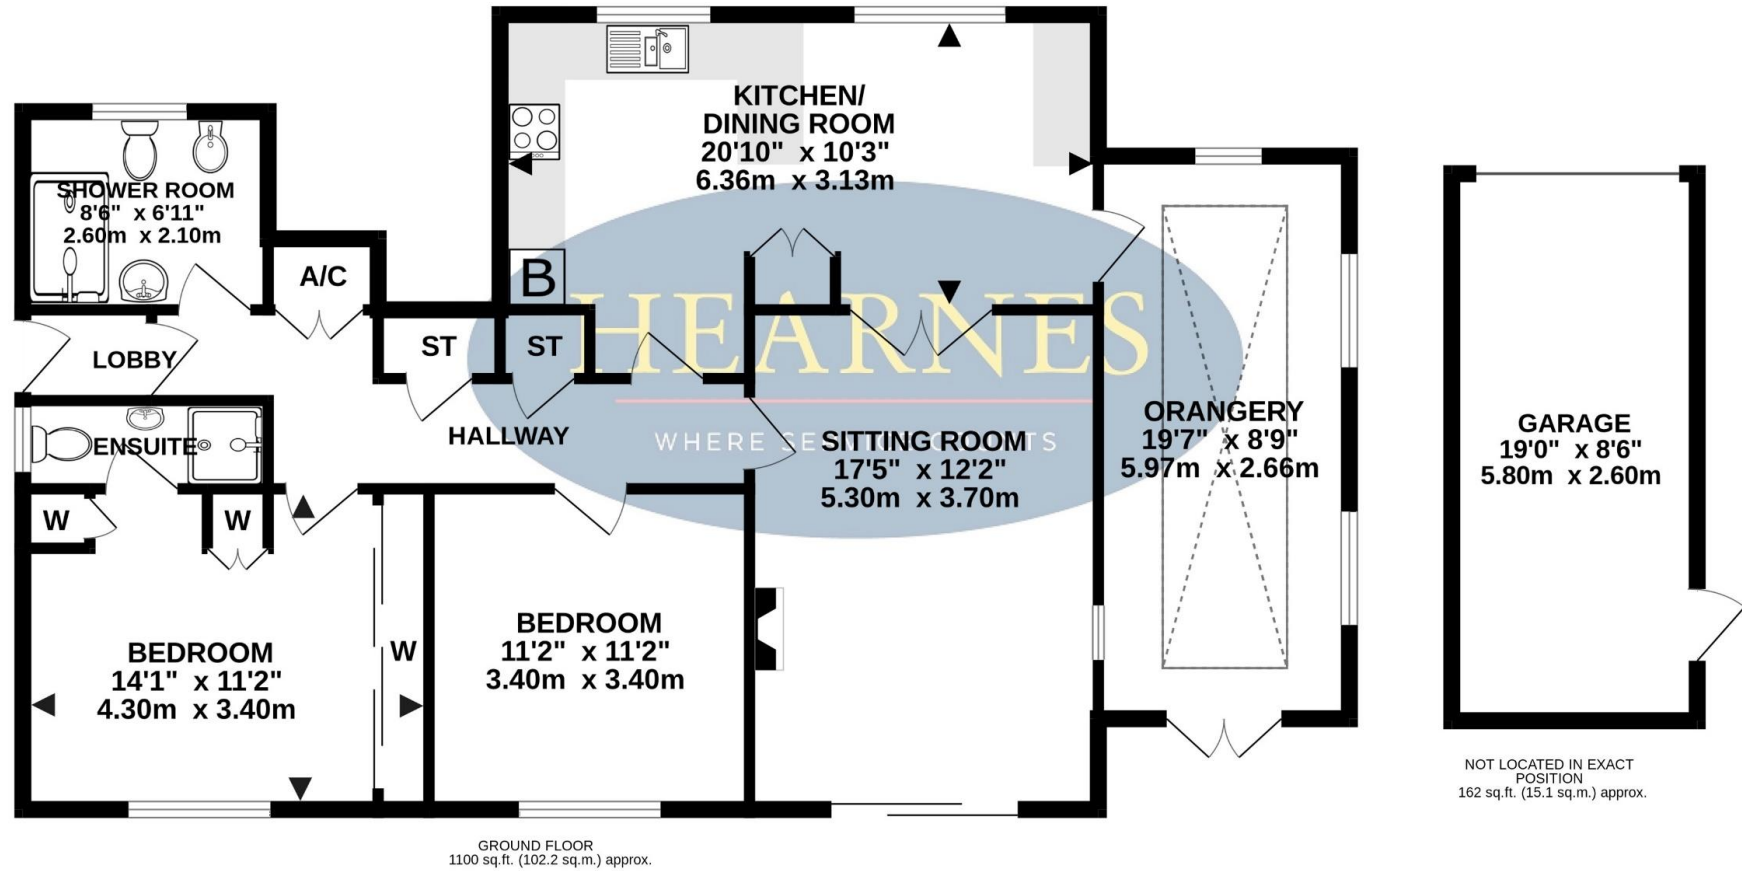 KITCHEN/
DINING ROOM
20'10" x 10'3"
6.36m x 3.13m
SHOWER ROOM
8'6" x 6'11"
2.60m x 2.10m
A/C
B
HEARNES
WHERE SERVICE COUNTS
LOBBY
ST
ST
HALLWAY
ENSUITE
W
W
W
SITTING ROOM
17'5" x 12'2"
5.30m x 3.70m
ORANGERY
19'7" x 8'9"
5.97m x 2.66m
GARAGE
19'0" x 8'6"
5.80m x 2.60m
BEDROOM
14'1" x 11'2"
4.30m x 3.40m
BEDROOM
11'2" x 11'2"
3.40m x 3.40m
NOT LOCATED IN EXACT
POSITION
162 sq.ft. (15.1 sq.m.) approx.
GROUND FLOOR
1100 sq.ft. (102.2 sq.m.) approx.